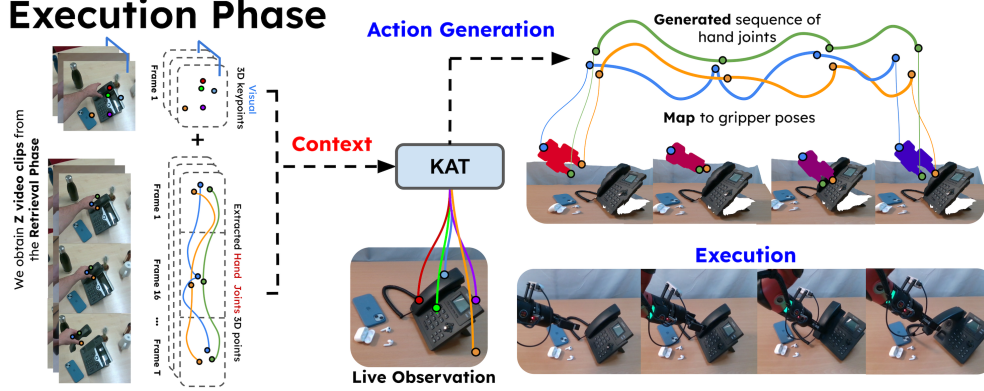 Execution Phase
We obtain Z video clips from
the Retrieval Phase
Frame 1
Visual
3D keypoints
+
Frame 1
Frame 16
...
Frame T
Extracted Hand Joints 3D points
Context
KAT
Live Observation
Action Generation
Generated sequence of
hand joints
Map to gripper poses
Execution